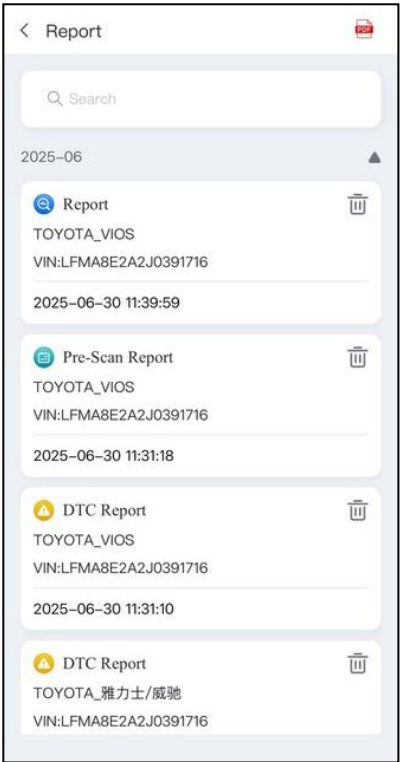 Report
PDF
Search
2025-06
Report
TOYOTA_VIOS
VIN:LFMA8E2A2J0391716
2025-06-30 11:39:59
Pre-Scan Report
TOYOTA_VIOS
VIN:LFMA8E2A2J0391716
2025-06-30 11:31:18
DTC Report
TOYOTA_VIOS
VIN:LFMA8E2A2J0391716
2025-06-30 11:31:10
DTC Report
TOYOTA_雅力士/威驰
VIN:LFMA8E2A2J0391716